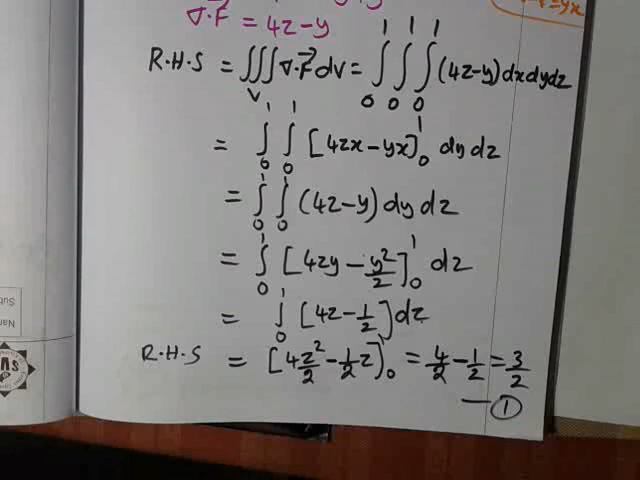 ∇·F = 4z-y
R.H.S = ∭_V ∇·F⃗ dv = ∫₀¹ ∫₀¹ ∫₀¹ (4z-y) dx dy dz
= ∫₀¹ ∫₀¹ [4zx - yx]₀¹ dy dz
= ∫₀¹ ∫₀¹ (4z-y) dy dz
= ∫₀¹ [4zy - y²/2]₀¹ dz
= ∫₀¹ [4z - 1/2] dz
R.H.S = [4z²/2 - 1/2 z]₀¹ = 4/2 - 1/2 = 3/2
— ①